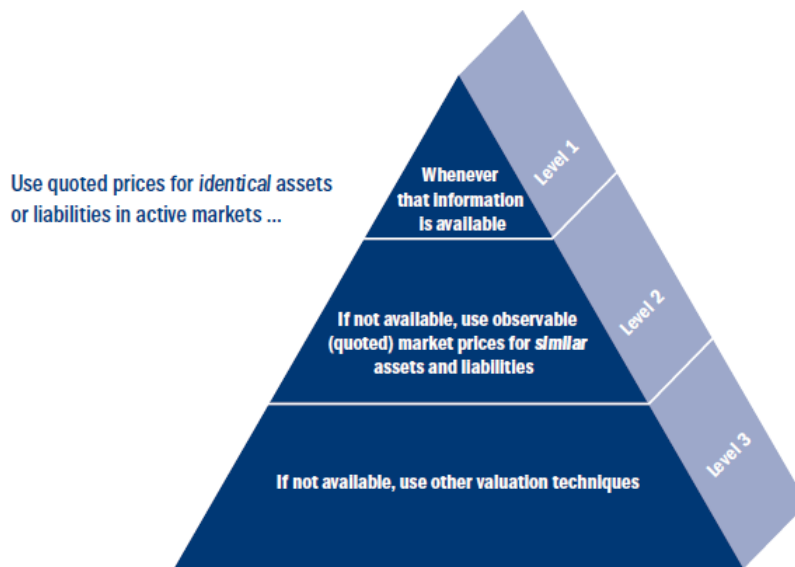 Use quoted prices for identical assets
or liabilities in active markets ...
Whenever
that information
is available
Level 1
If not available, use observable
(quoted) market prices for similar
assets and liabilities
Level 2
If not available, use other valuation techniques
Level 3